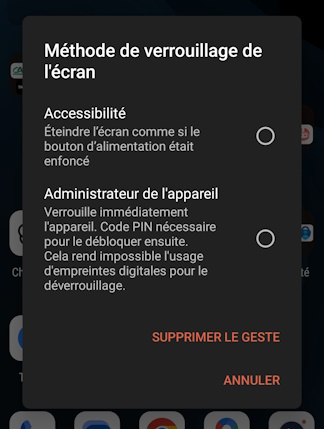 Méthode de verrouillage de
l'écran
Accessibilité
Éteindre l'écran comme si le
bouton d'alimentation était
enfoncé
Administrateur de l'appareil
Verrouille immédiatement
l'appareil. Code PIN nécessaire
pour le débloquer ensuite.
Cela rend impossible l'usage
d'empreintes digitales pour le
déverrouillage.
SUPPRIMER LE GESTE
ANNULER